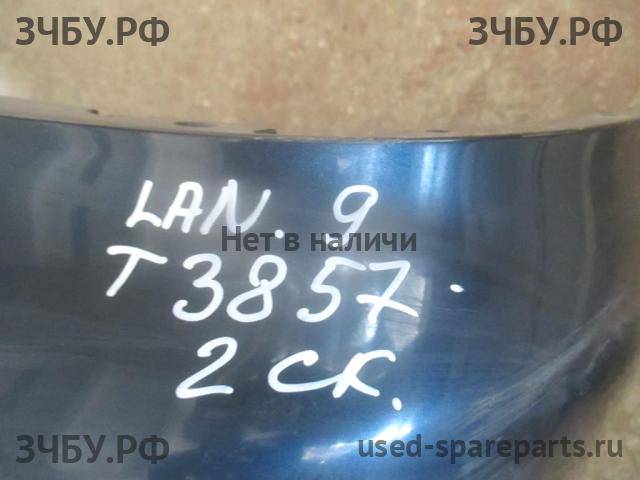 ЗЧБУ.РФ ЗЧБУ.РФ
LAN. 9
Нет в наличи
T 3857.
2 СК.
ЗЧБУ.РФ used-spareparts.ru